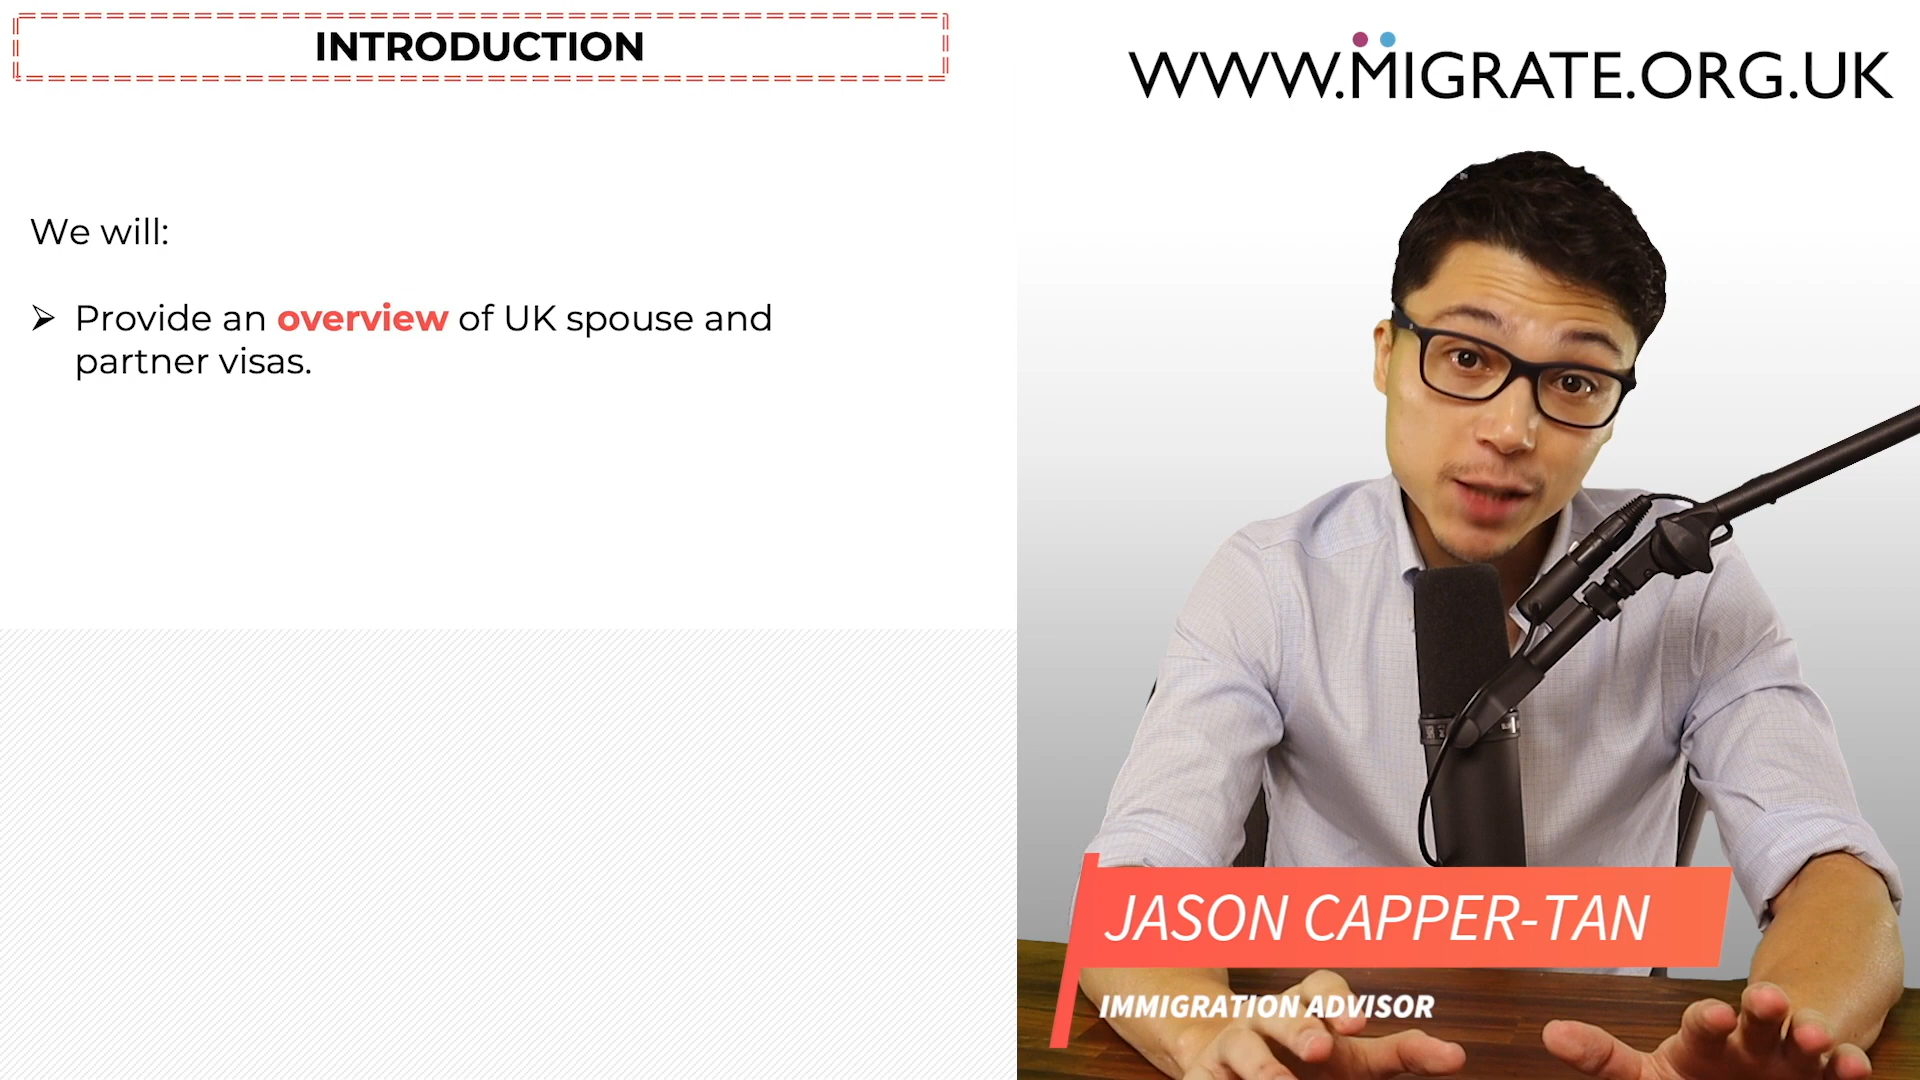 INTRODUCTION
WWW.MIGRATE.ORG.UK
We will:
➢ Provide an overview of UK spouse and
partner visas.
JASON CAPPER-TAN
IMMIGRATION ADVISOR